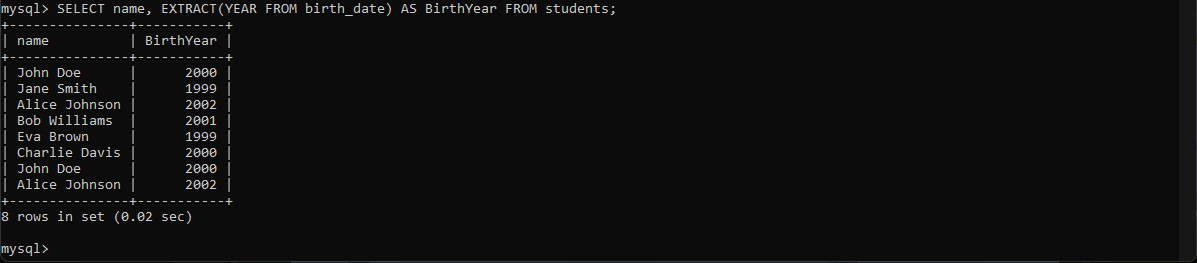 mysql> SELECT name, EXTRACT(YEAR FROM birth_date) AS BirthYear FROM students;
+---------------+-----------+
| name          | BirthYear |
+---------------+-----------+
| John Doe      |      2000 |
| Jane Smith    |      1999 |
| Alice Johnson |      2002 |
| Bob Williams  |      2001 |
| Eva Brown     |      1999 |
| Charlie Davis |      2000 |
| John Doe      |      2000 |
| Alice Johnson |      2002 |
+---------------+-----------+
8 rows in set (0.02 sec)
mysql>